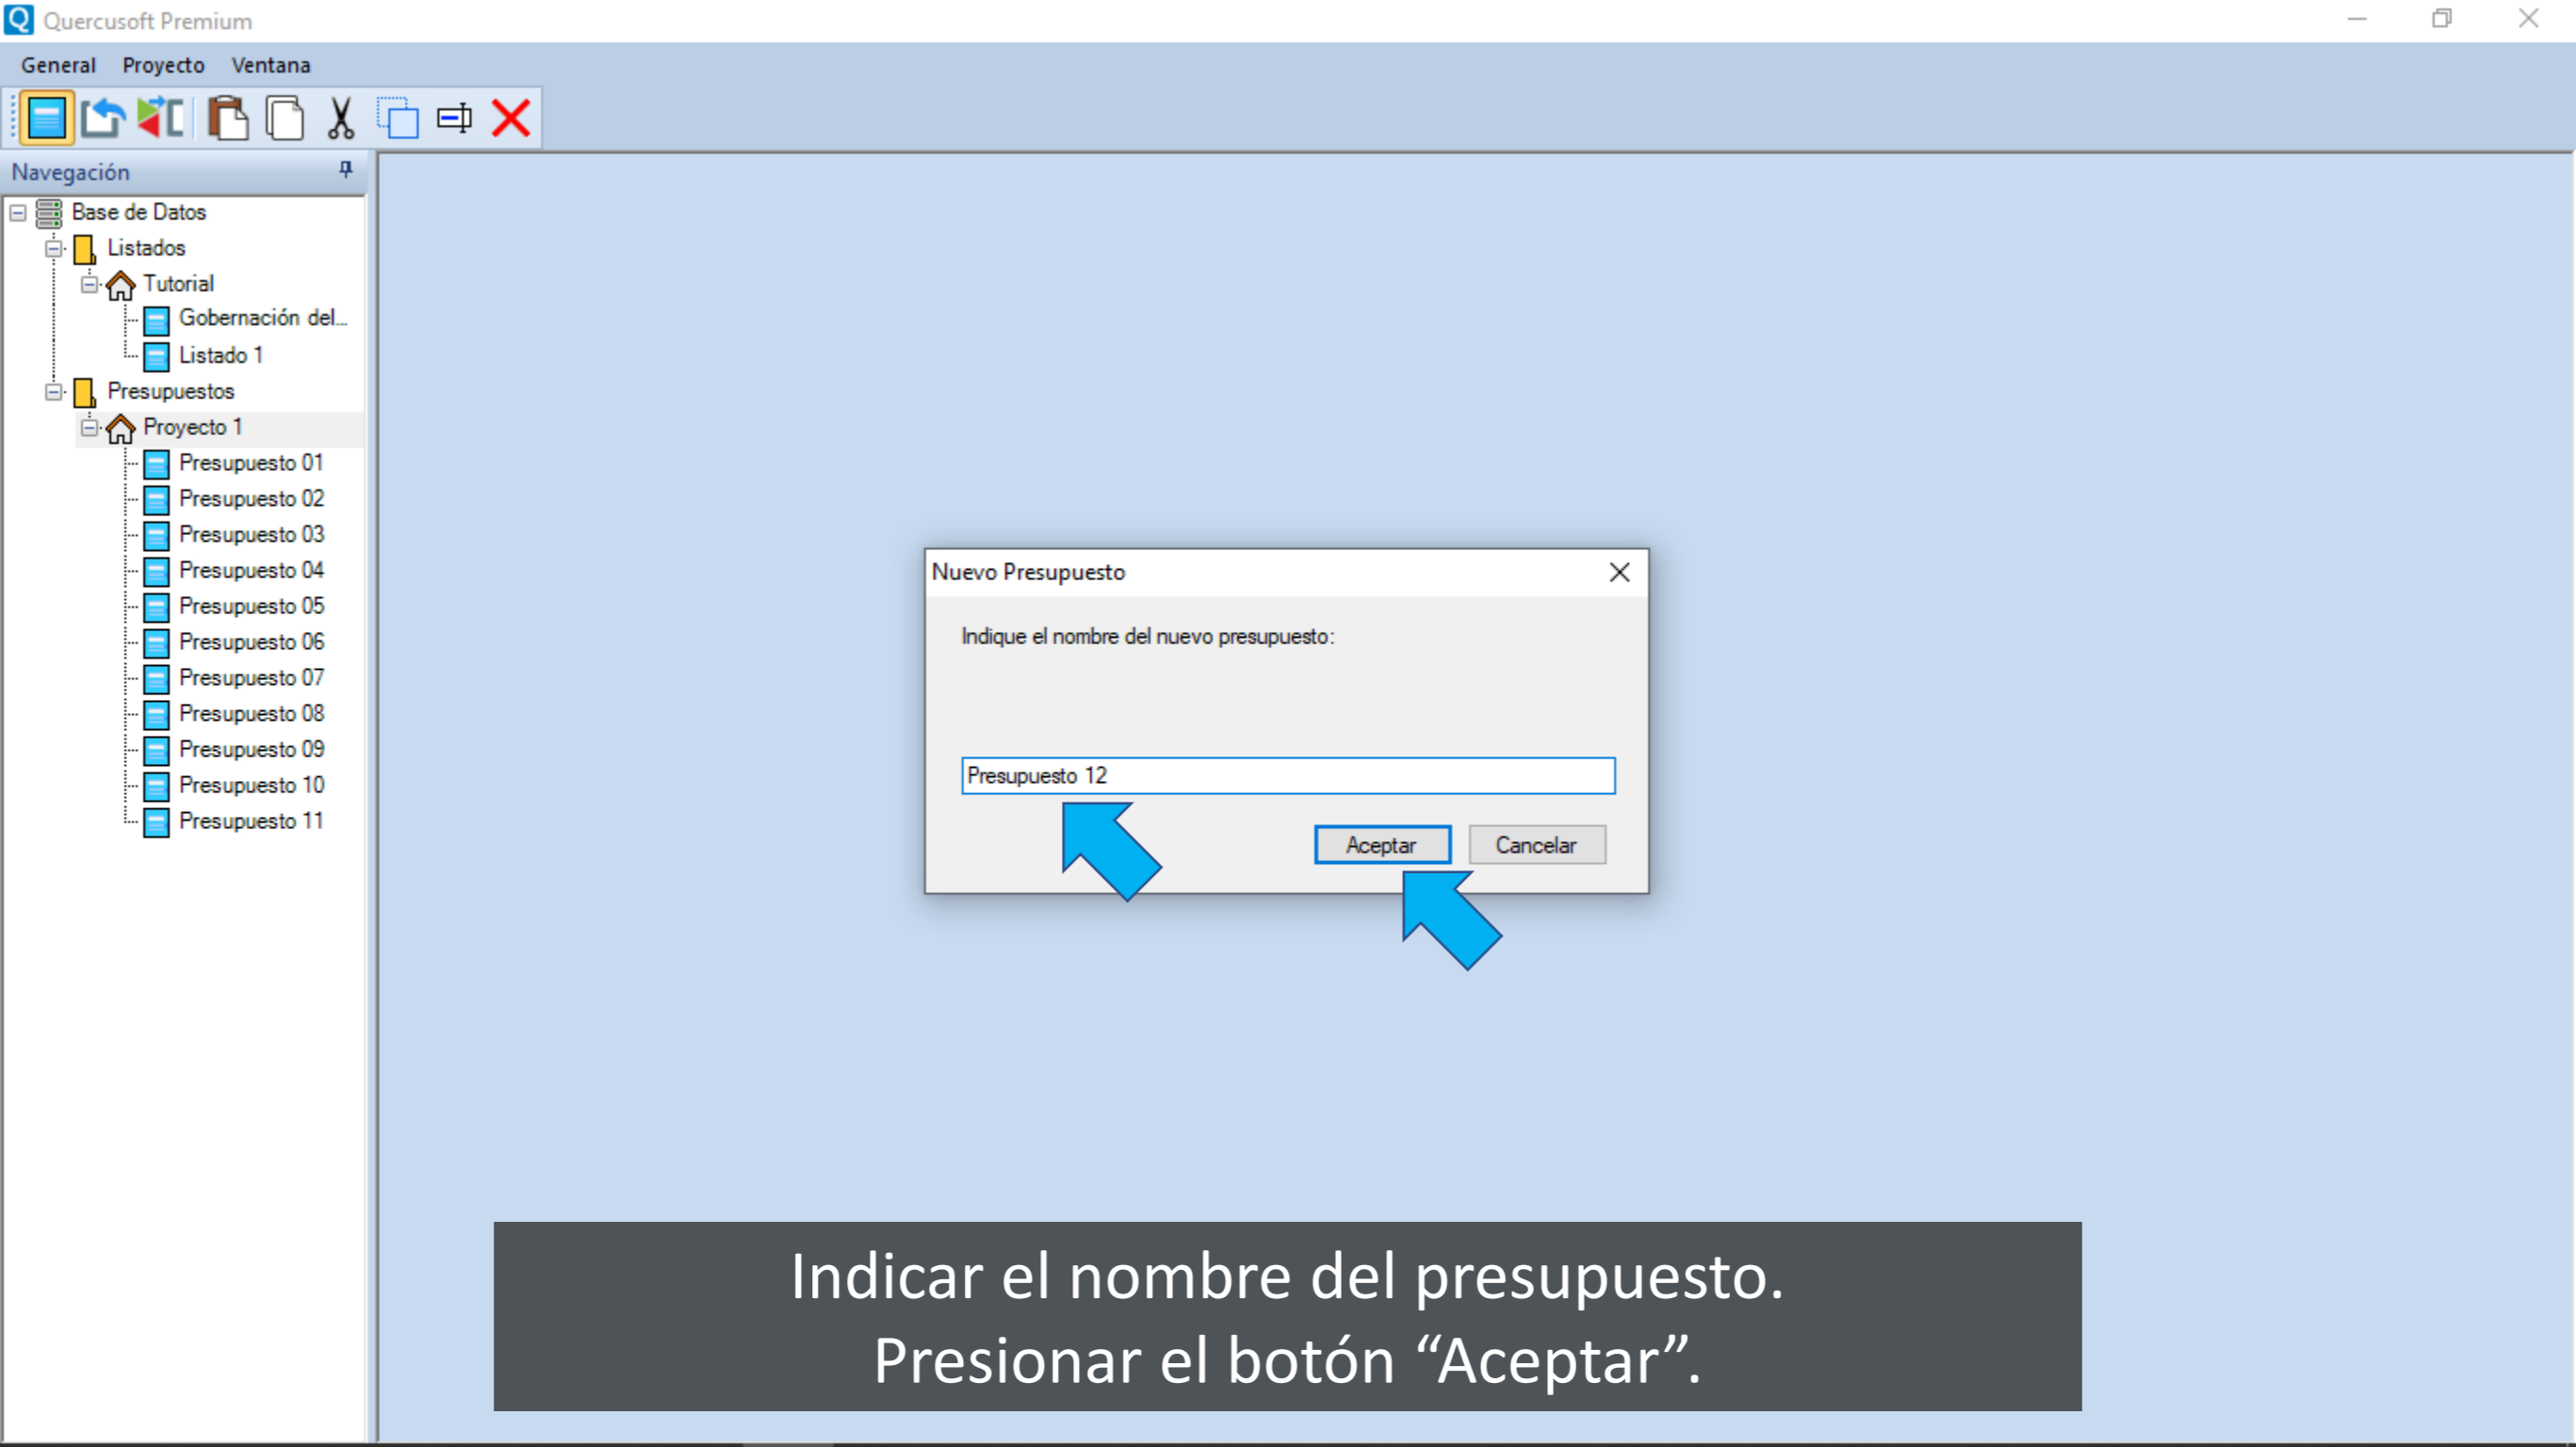 Quercusoft Premium
General Proyecto Ventana
Navegación
Base de Datos
Listados
Tutorial
Gobernación del...
Listado 1
Presupuestos
Proyecto 1
Presupuesto 01
Presupuesto 02
Presupuesto 03
Presupuesto 04
Presupuesto 05
Presupuesto 06
Presupuesto 07
Presupuesto 08
Presupuesto 09
Presupuesto 10
Presupuesto 11
Nuevo Presupuesto
Indique el nombre del nuevo presupuesto:
Presupuesto 12
Aceptar Cancelar
Indicar el nombre del presupuesto.
Presionar el botón “Aceptar”.